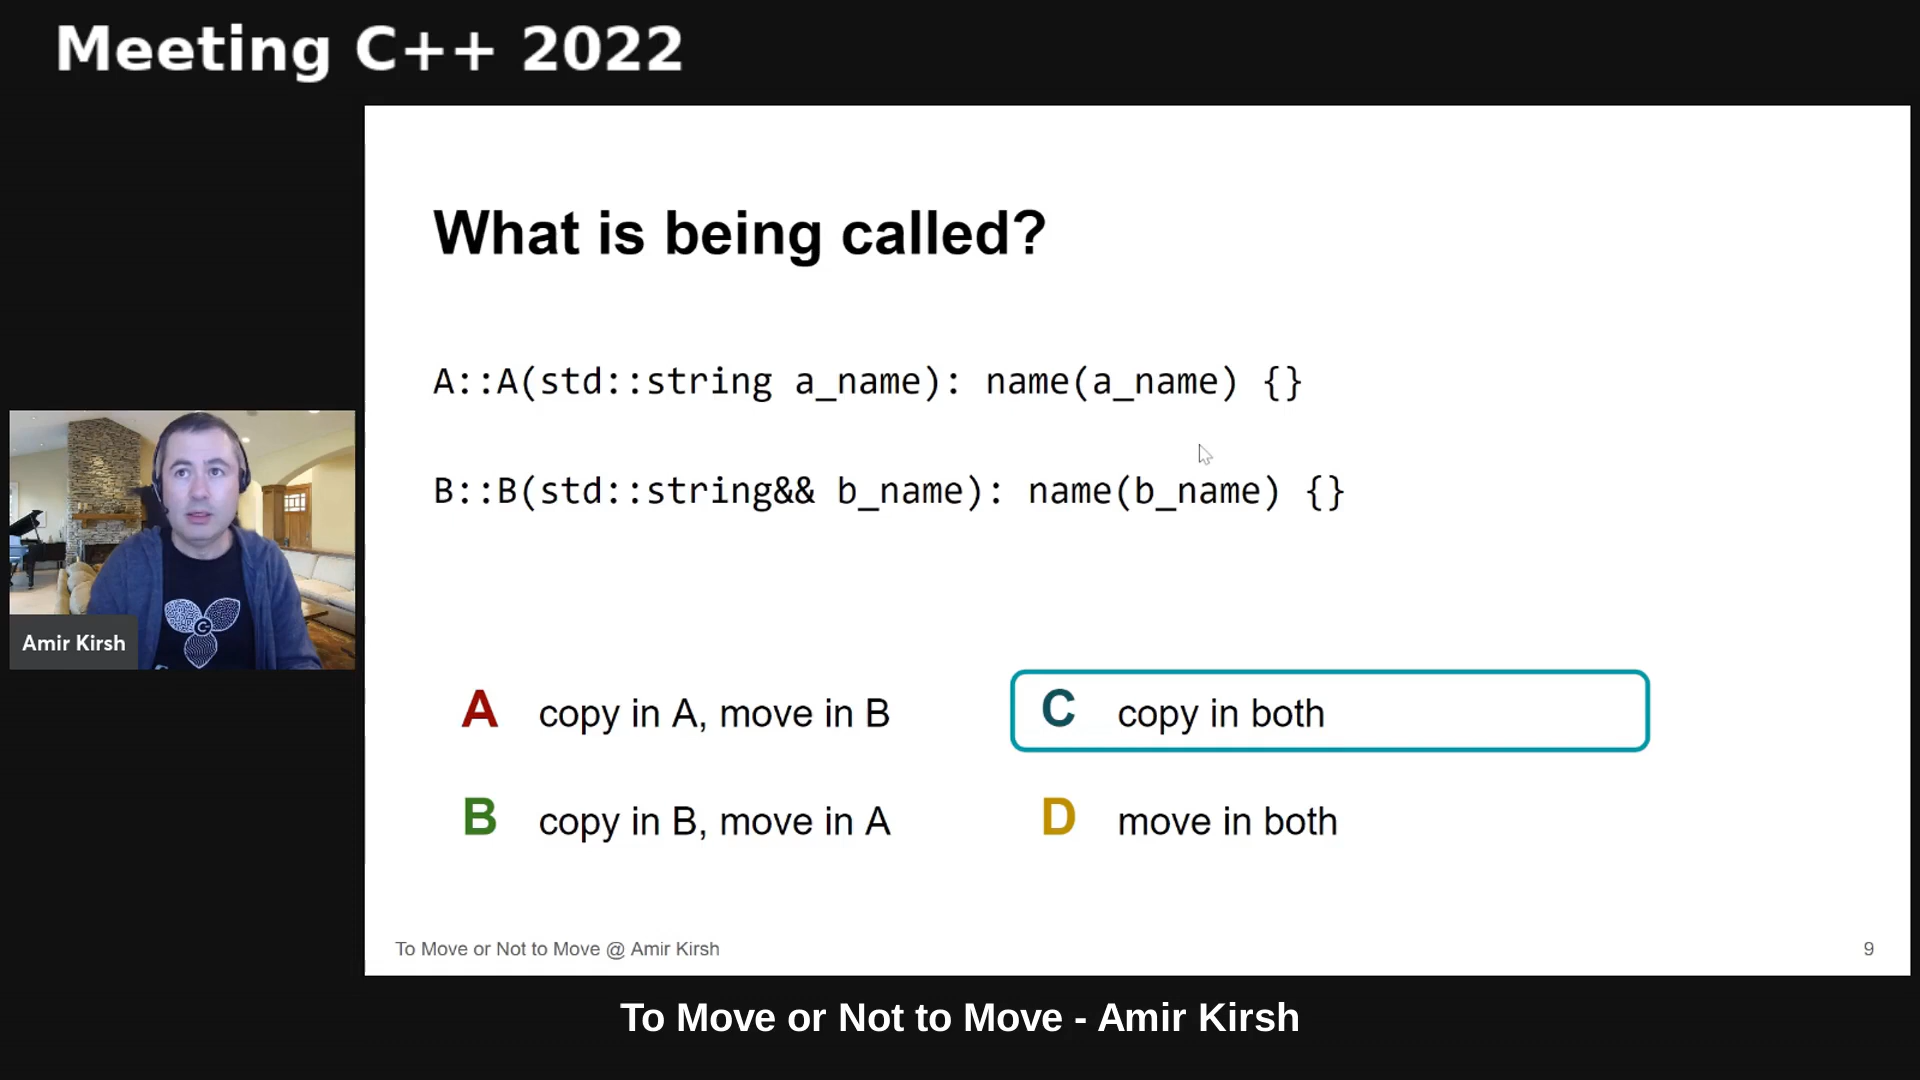 Meeting C++ 2022
What is being called?
A::A(std::string a_name): name(a_name) {}
B::B(std::string&& b_name): name(b_name) {}
Amir Kirsh
A copy in A, move in B
C copy in both
B copy in B, move in A
D move in both
To Move or Not to Move @ Amir Kirsh
9
To Move or Not to Move - Amir Kirsh